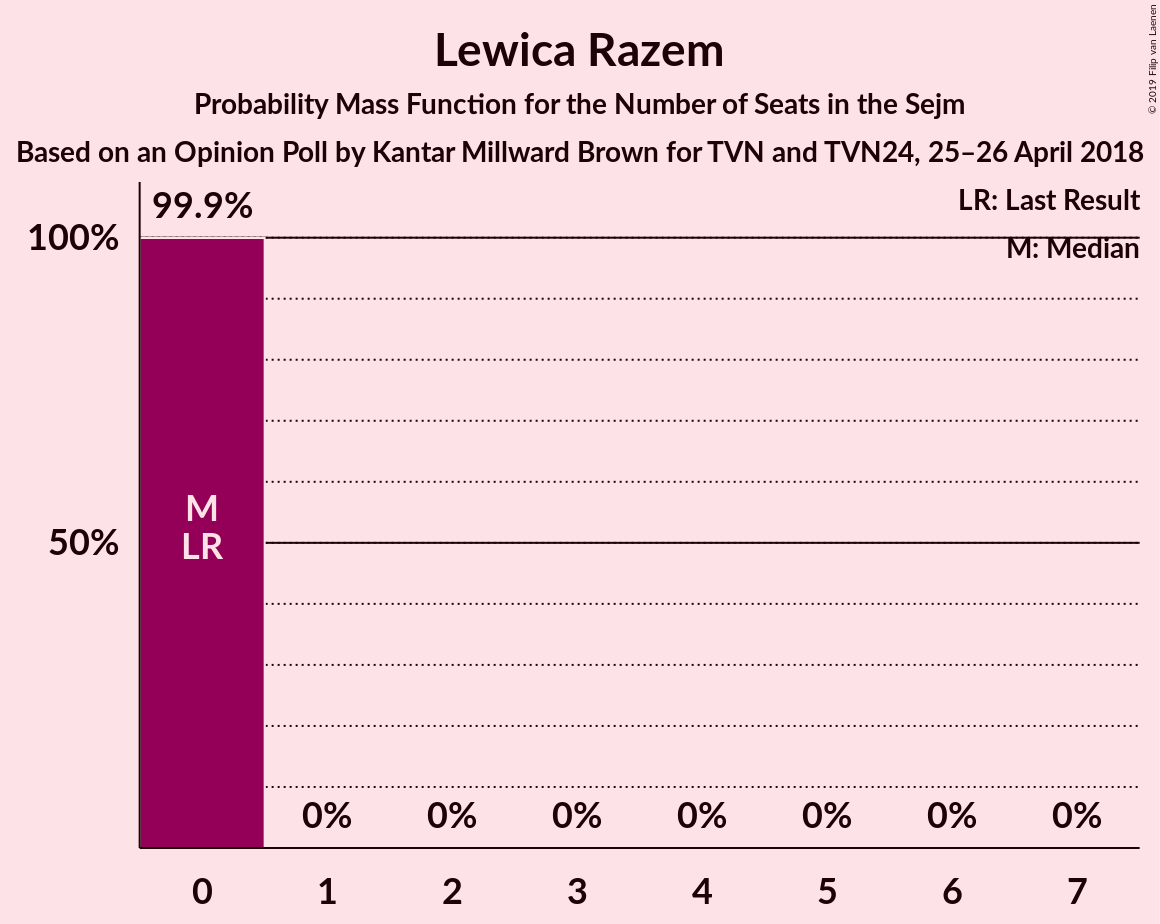 Lewica Razem
Probability Mass Function for the Number of Seats in the Sejm
Based on an Opinion Poll by Kantar Millward Brown for TVN and TVN24, 25–26 April 2018
© 2019 Filip van Laenen
LR: Last Result
M: Median
99.9%
100%
50%
M
LR
0% 0% 0% 0% 0% 0% 0%
0 1 2 3 4 5 6 7